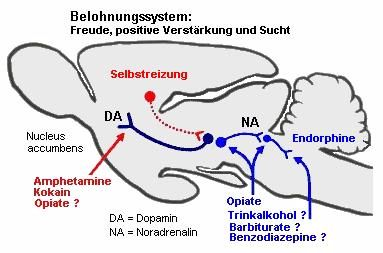 Belohnungssystem:
Freude, positive Verstärkung und Sucht
Selbstreizung
DA
NA
Nucleus
accumbens
Endorphine
Amphetamine
Kokain
Opiate ?
Opiate
Trinkalkohol ?
Barbiturate ?
Benzodiazepine ?
DA = Dopamin
NA = Noradrenalin